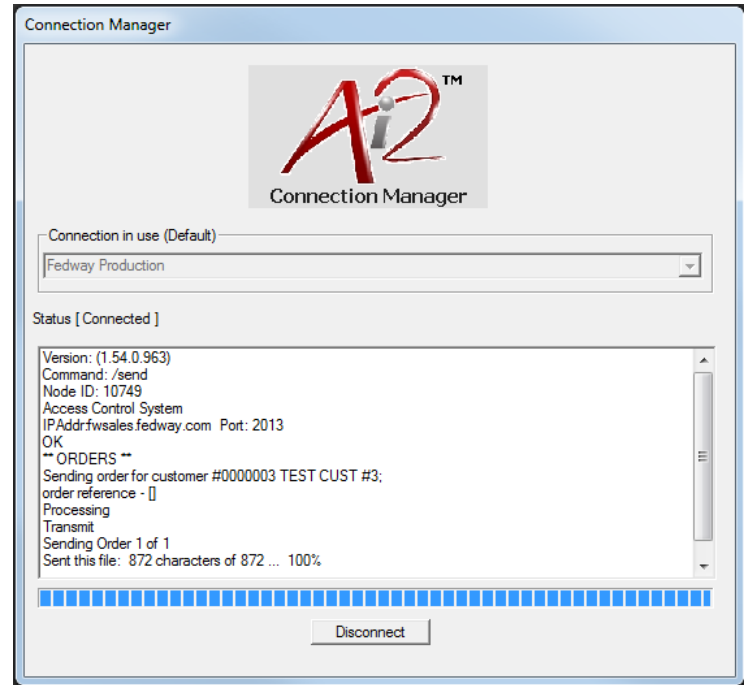 Connection Manager
Ai2™
Connection Manager
Connection in use (Default)
Fedway Production
Status [ Connected ]
Version: (1.54.0.963)
Command: /send
Node ID: 10749
Access Control System
IPAddr:fwsales.fedway.com Port: 2013
OK
** ORDERS **
Sending order for customer #0000003 TEST CUST #3;
order reference - []
Processing
Transmit
Sending Order 1 of 1
Sent this file: 872 characters of 872 ... 100%
Disconnect